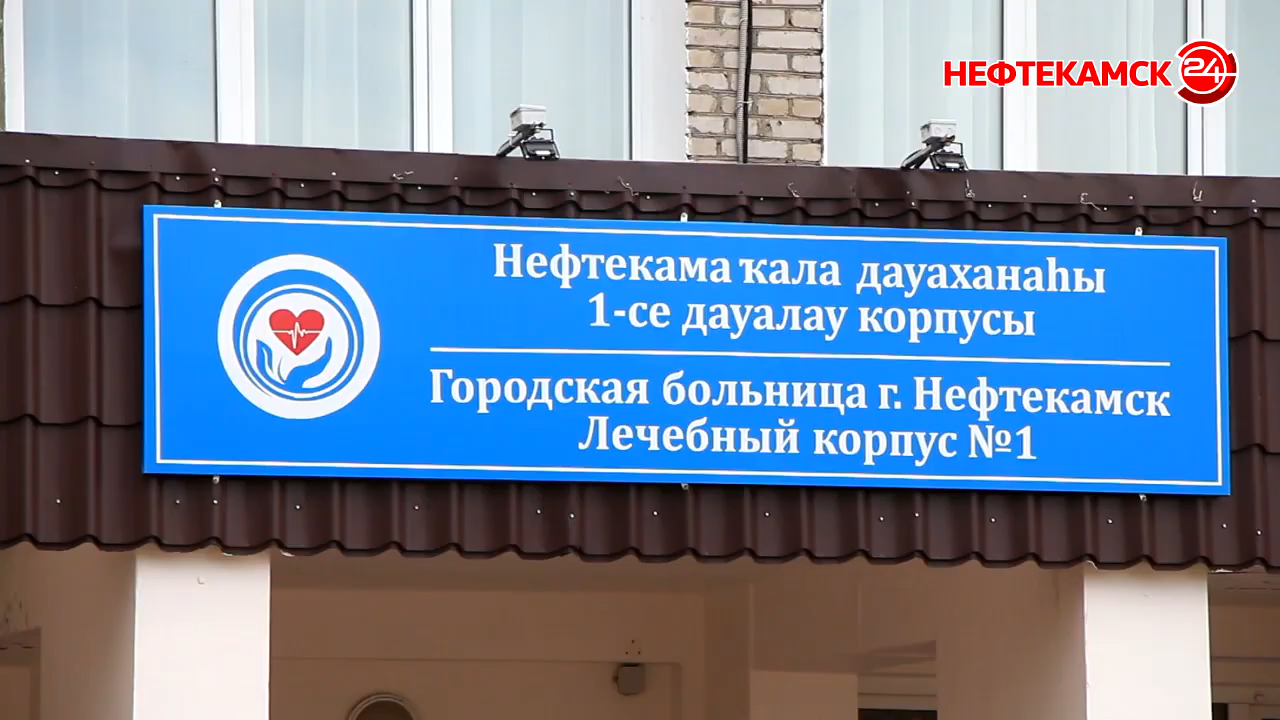 НЕФТЕКАМСК 24
Нефтекама ҡала дауаханаһы
1-се дауалау корпусы
Городская больница г. Нефтекамск
Лечебный корпус №1